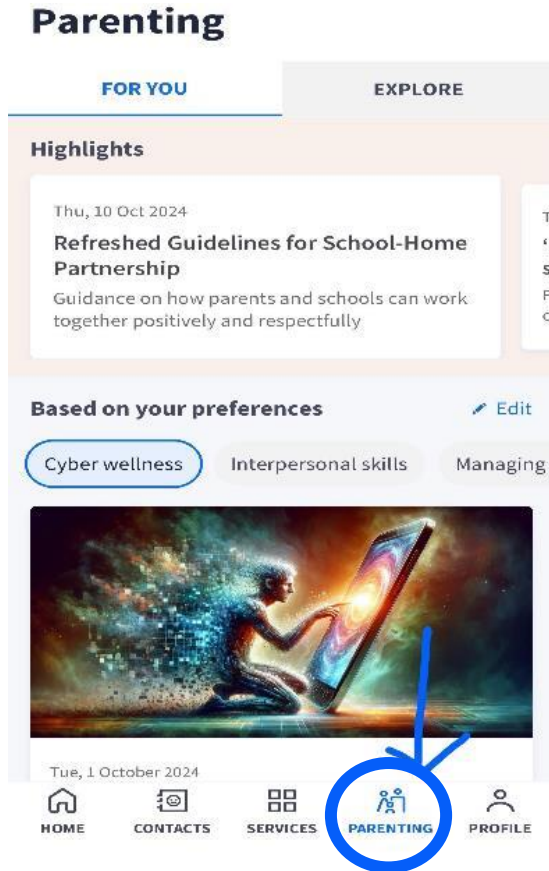 Parenting
FOR YOU EXPLORE
Highlights
Thu, 10 Oct 2024
Refreshed Guidelines for School-Home
Partnership
Guidance on how parents and schools can work
together positively and respectfully
Based on your preferences Edit
Cyber wellness Interpersonal skills Managing
Tue, 1 October 2024
HOME CONTACTS SERVICES PARENTING PROFILE